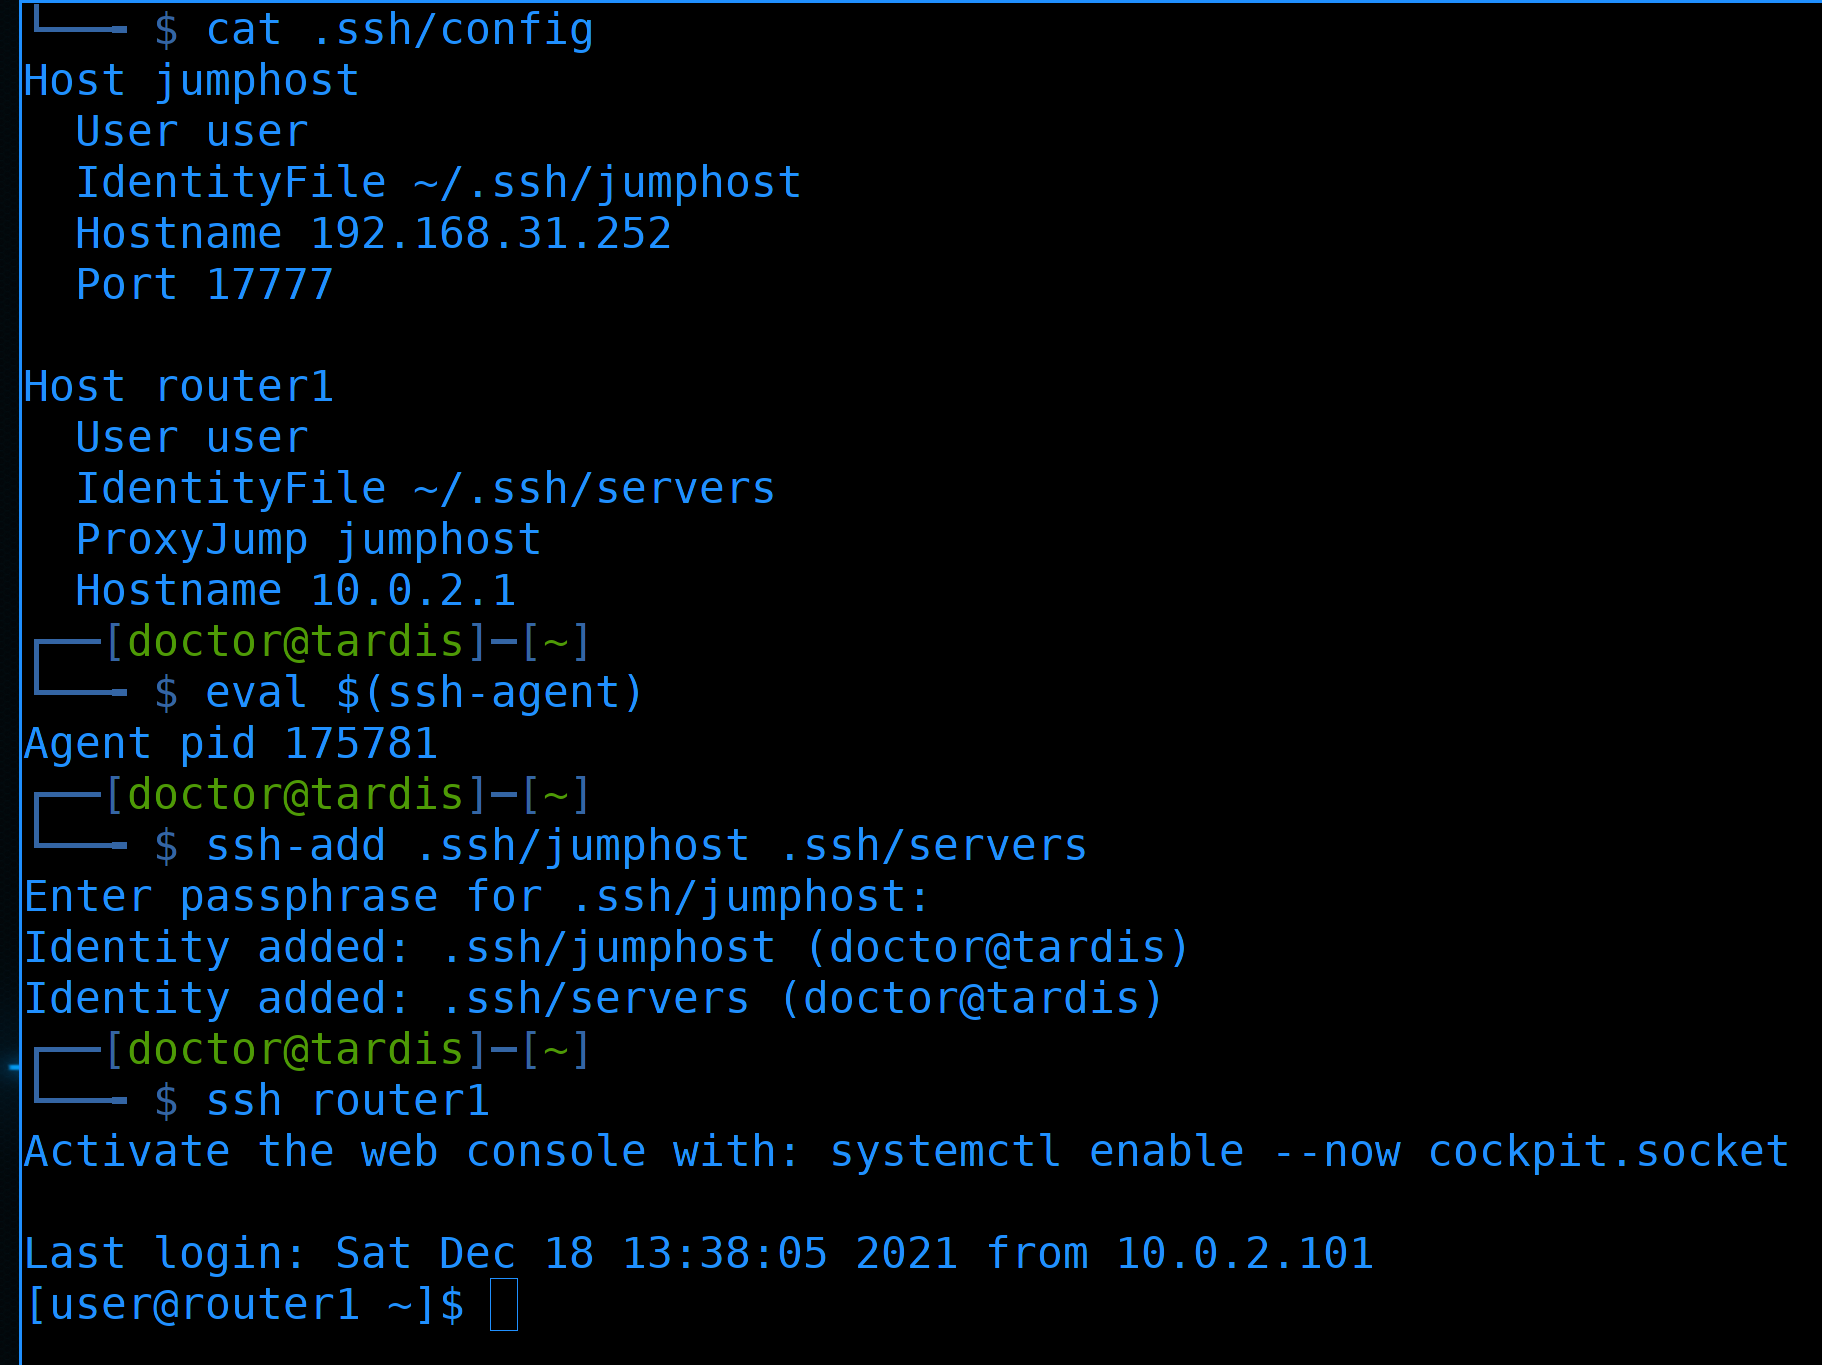 └──╼ $ cat .ssh/config
Host jumphost
  User user
  IdentityFile ~/.ssh/jumphost
  Hostname 192.168.31.252
  Port 17777

Host router1
  User user
  IdentityFile ~/.ssh/servers
  ProxyJump jumphost
  Hostname 10.0.2.1
┌──[doctor@tardis]─[~]
└──╼ $ eval $(ssh-agent)
Agent pid 175781
┌──[doctor@tardis]─[~]
└──╼ $ ssh-add .ssh/jumphost .ssh/servers
Enter passphrase for .ssh/jumphost:
Identity added: .ssh/jumphost (doctor@tardis)
Identity added: .ssh/servers (doctor@tardis)
┌──[doctor@tardis]─[~]
└──╼ $ ssh router1
Activate the web console with: systemctl enable --now cockpit.socket

Last login: Sat Dec 18 13:38:05 2021 from 10.0.2.101
[user@router1 ~]$